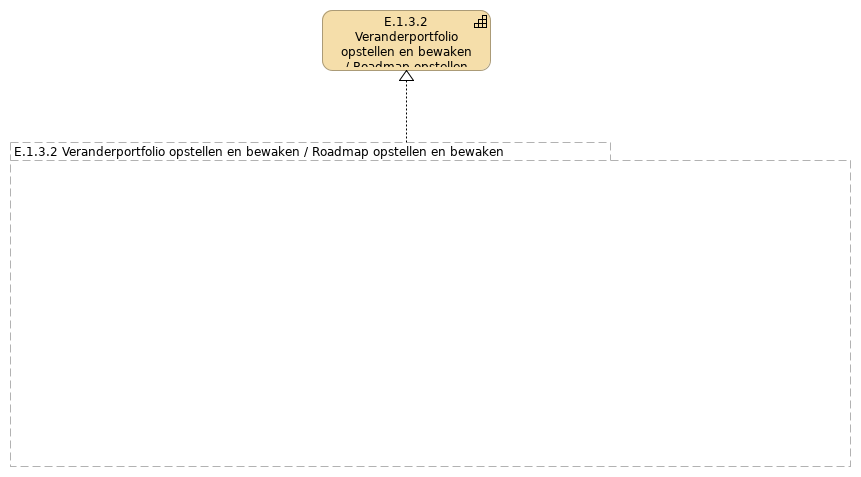 E.1.3.2
Veranderportfolio
opstellen en bewaken
/ Roadmap opstellen
E.1.3.2 Veranderportfolio opstellen en bewaken / Roadmap opstellen en bewaken